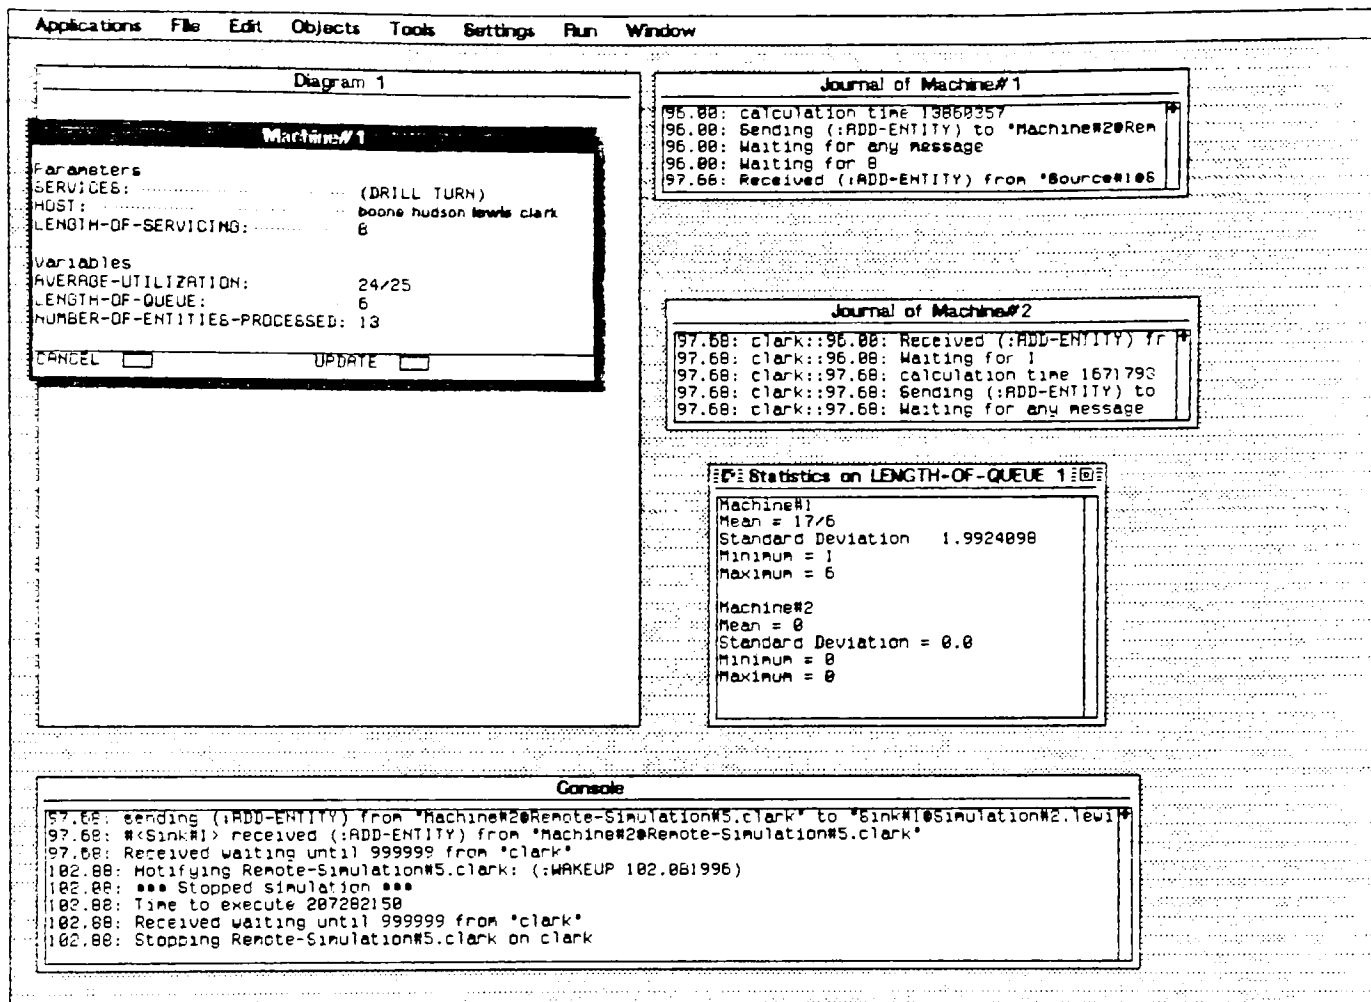 Applications File Edit Objects Tools Settings Run Window
Diagram 1
Machine#1
Parameters
SERVICES: (DRILL TURN)
HOST: boone hudson lewis clark
LENGTH-OF-SERVICING: 8
Variables
AVERAGE-UTILIZATION: 24/25
LENGTH-OF-QUEUE: 6
NUMBER-OF-ENTITIES-PROCESSED: 13
CANCEL UPDATE
Journal of Machine#1
96.00: calculation time 13860357
96.00: Sending (:ADD-ENTITY) to "Machine#2@Rem
96.00: Waiting for any message
96.00: Waiting for 8
97.66: Received (:ADD-ENTITY) from "Source#1@S
Journal of Machine#2
97.68: clark::96.00: Received (:ADD-ENTITY) fr
97.68: clark::96.00: Waiting for 1
97.68: clark::97.68: calculation time 1671793
97.68: clark::97.68: Sending (:ADD-ENTITY) to
97.68: clark::97.68: Waiting for any message
Statistics on LENGTH-OF-QUEUE 1
Machine#1
Mean = 17/6
Standard Deviation 1.9924098
Minimum = 1
Maximum = 6
Machine#2
Mean = 0
Standard Deviation = 0.0
Minimum = 0
Maximum = 0
Console
97.68: sending (:ADD-ENTITY) from "Machine#2@Remote-Simulation#5.clark" to "Sink#1@Simulation#2.lewi
97.68: #<Sink#1> received (:ADD-ENTITY) from "Machine#2@Remote-Simulation#5.clark"
97.68: Received waiting until 999999 from "clark"
102.08: Notifying Remote-Simulation#5.clark: (:WAKEUP 102.081996)
102.08: *** Stopped simulation ***
102.08: Time to execute 207282150
102.08: Received waiting until 999999 from "clark"
102.08: Stopping Remote-Simulation#5.clark on clark